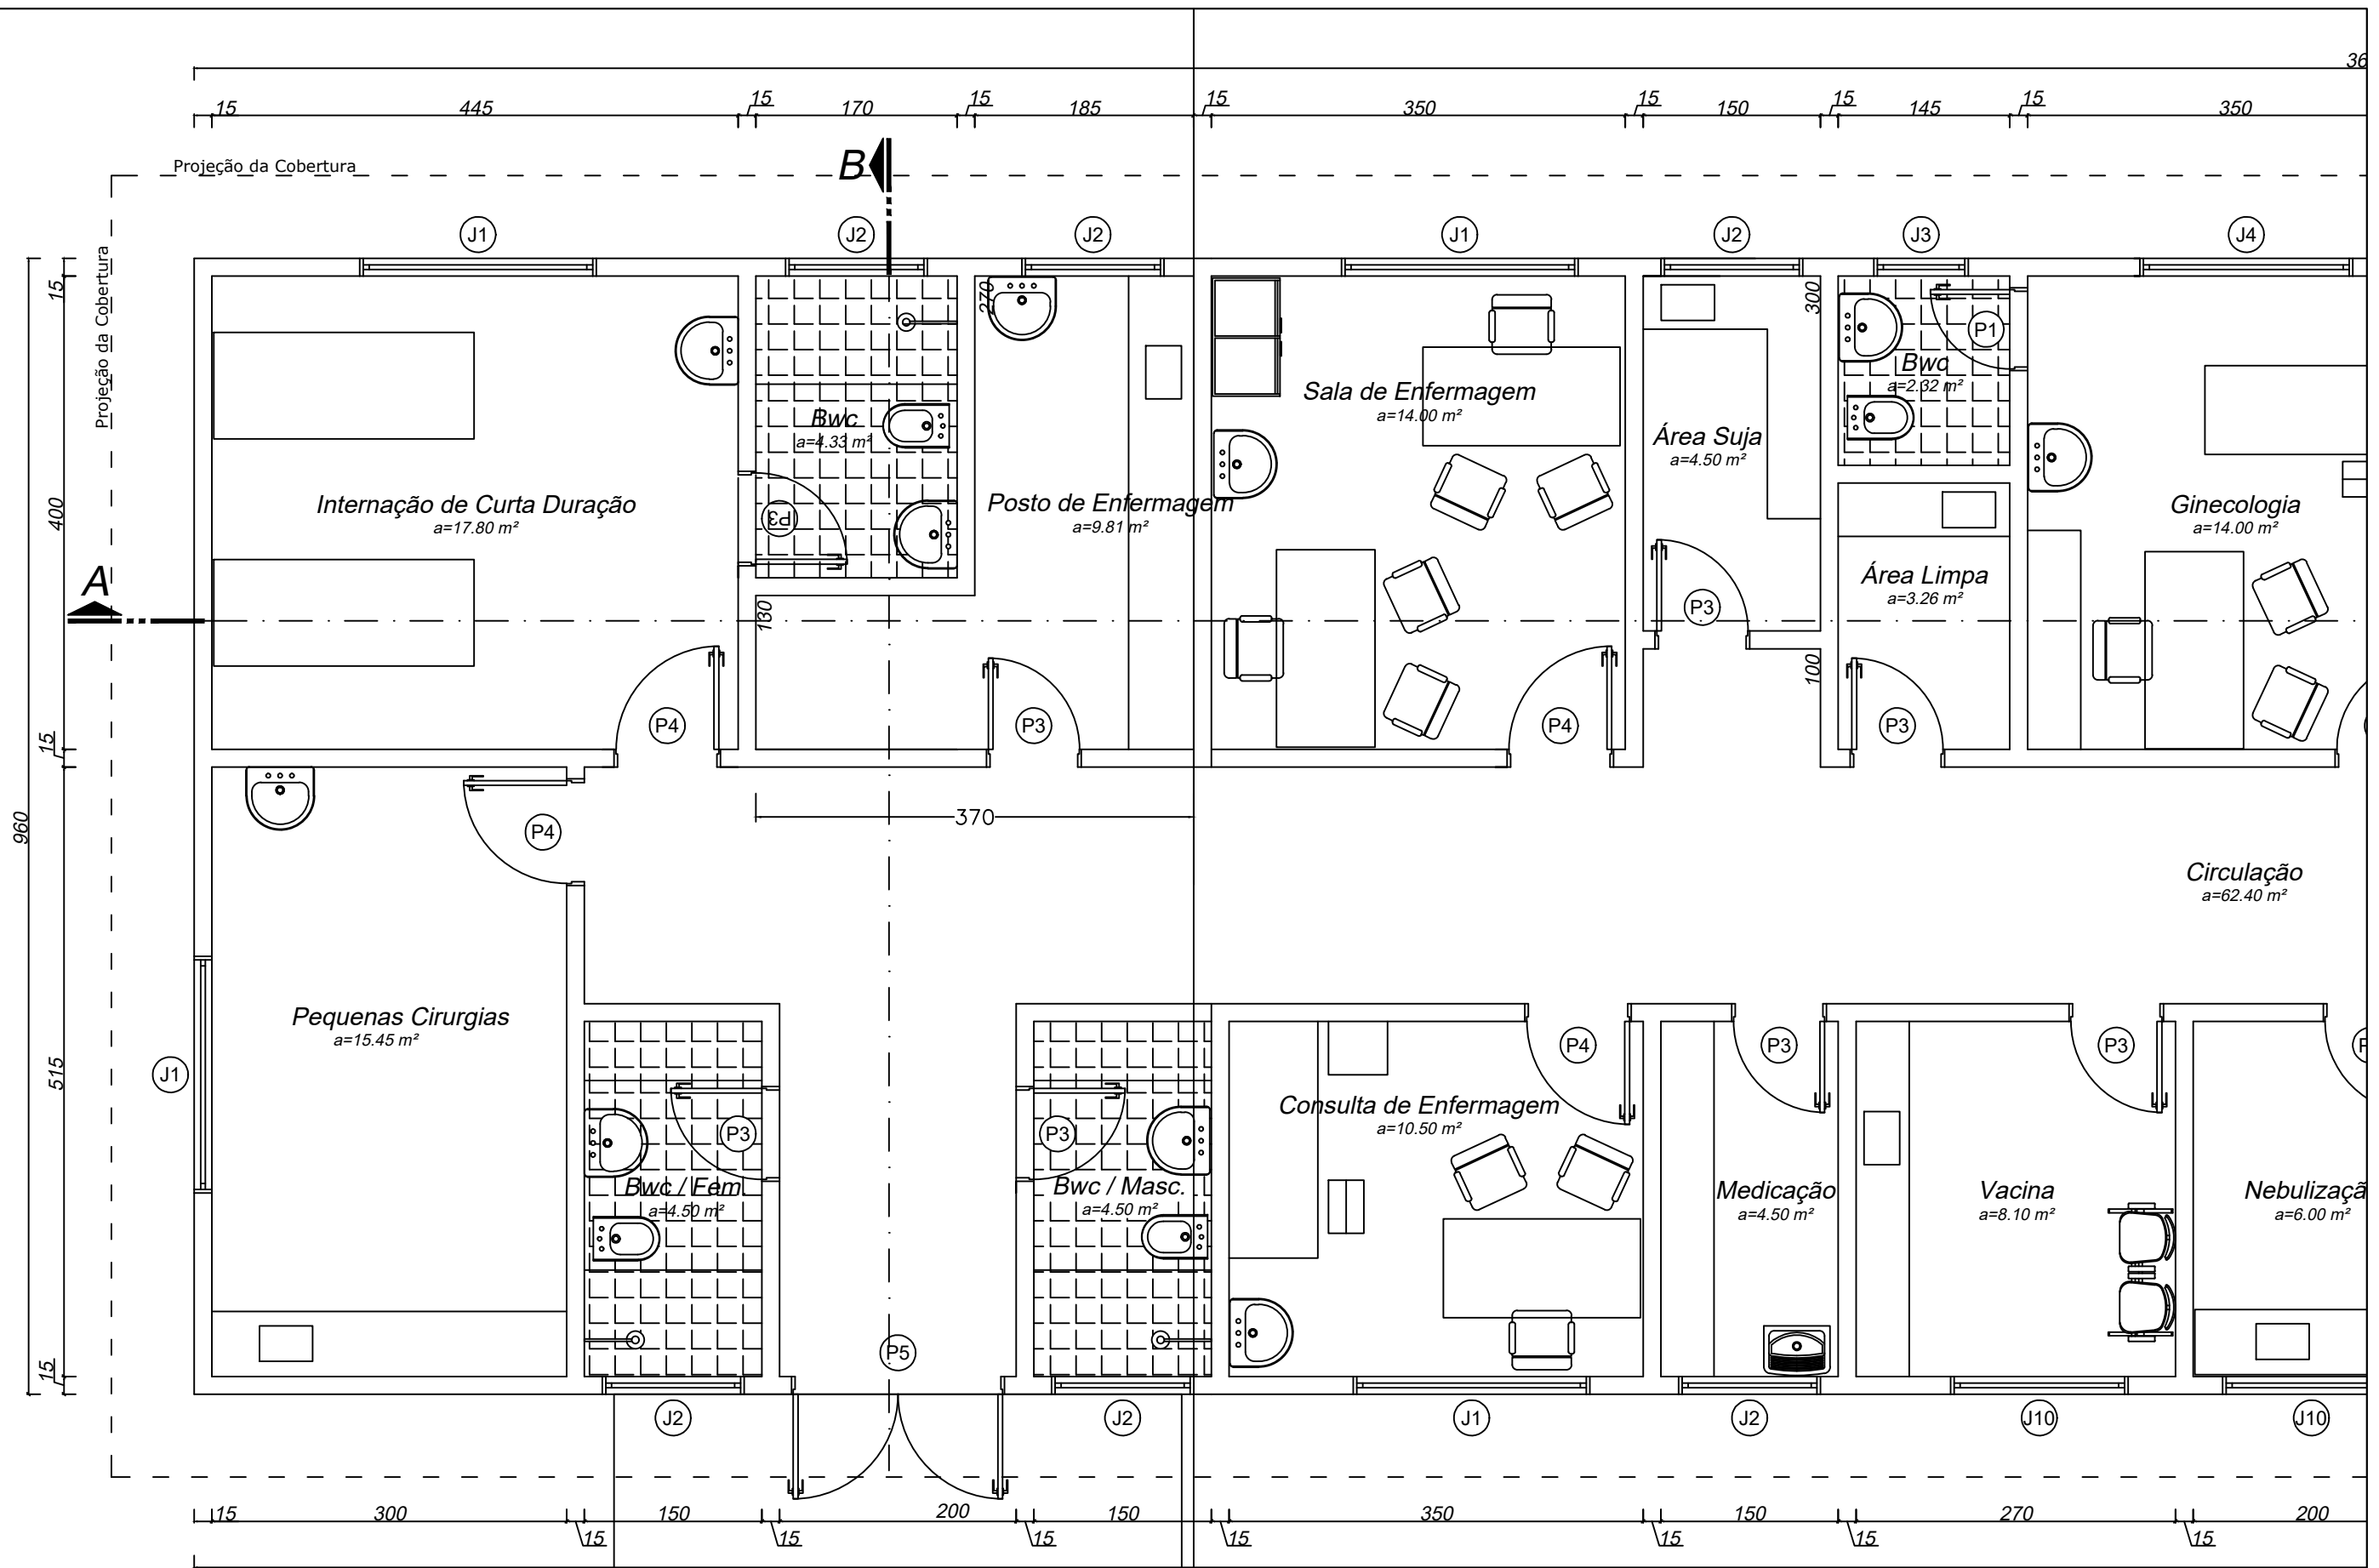 36
15
445
15
170
15
185
15
350
15
150
15
145
15
350
Projeção da Cobertura
B
J1
J2
J2
J1
J2
J3
J4
Projeção da Cobertura
15
270
300
P1
Bwc
a=2.32 m²
Sala de Enfermagem
a=14.00 m²
Bwc
a=4.33 m²
Área Suja
a=4.50 m²
Internação de Curta Duração
a=17.80 m²
P3
Posto de Enfermagem
a=9.81 m²
Ginecologia
a=14.00 m²
400
A
Área Limpa
a=3.26 m²
130
P3
100
P4
P3
P4
P3
15
370
960
P4
Circulação
a=62.40 m²
Pequenas Cirurgias
a=15.45 m²
J1
515
P4
P3
P3
P3
P3
Consulta de Enfermagem
a=10.50 m²
Bwc / Fem.
a=4.50 m²
Bwc / Masc.
a=4.50 m²
Medicação
a=4.50 m²
Vacina
a=8.10 m²
Nebulizaçã
a=6.00 m²
P5
15
J2
J2
J1
J2
J10
J10
15
300
15
150
15
200
15
150
15
350
15
150
15
270
15
200